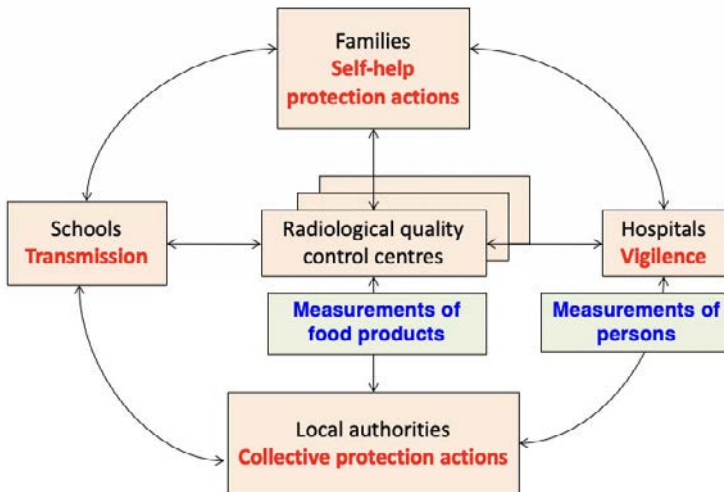 Families
Self-help
protection actions
Schools
Transmission
Radiological quality
control centres
Hospitals
Vigilence
Measurements of
food products
Measurements of
persons
Local authorities
Collective protection actions